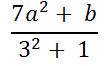 7a² + b
3² + 1